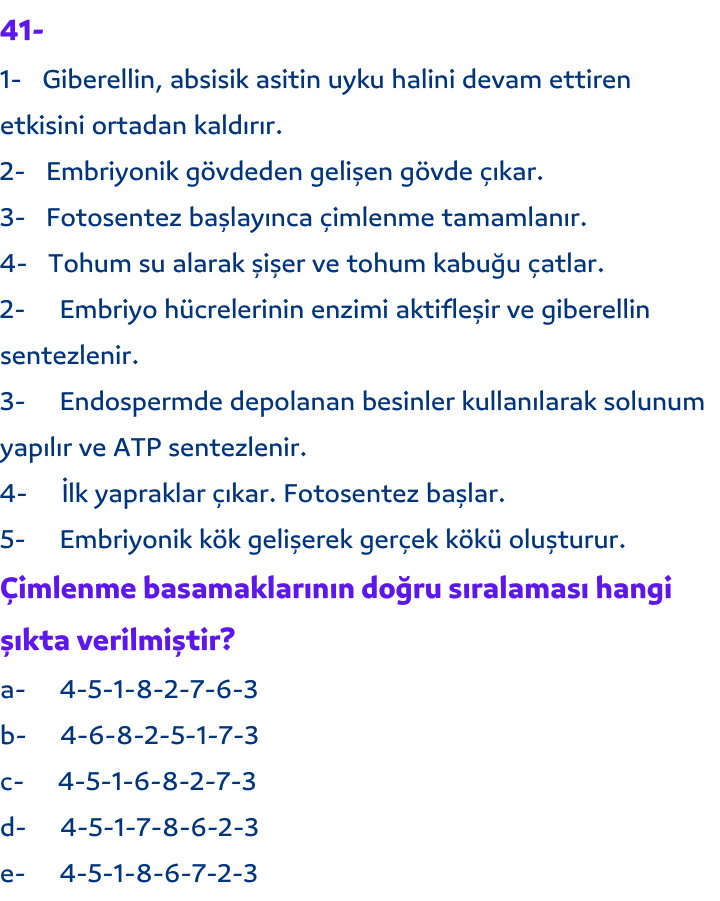 41-
1- Giberellin, absisik asitin uyku halini devam ettiren
etkisini ortadan kaldırır.
2- Embriyonik gövdeden gelişen gövde çıkar.
3- Fotosentez başlayınca çimlenme tamamlanır.
4- Tohum su alarak şişer ve tohum kabuğu çatlar.
2- Embriyo hücrelerinin enzimi aktifleşir ve giberellin
sentezlenir.
3- Endospermde depolanan besinler kullanılarak solunum
yapılır ve ATP sentezlenir.
4- İlk yapraklar çıkar. Fotosentez başlar.
5- Embriyonik kök gelişerek gerçek kökü oluşturur.
Çimlenme basamaklarının doğru sıralaması hangi
şıkta verilmiştir?
a- 4-5-1-8-2-7-6-3
b- 4-6-8-2-5-1-7-3
c- 4-5-1-6-8-2-7-3
d- 4-5-1-7-8-6-2-3
e- 4-5-1-8-6-7-2-3